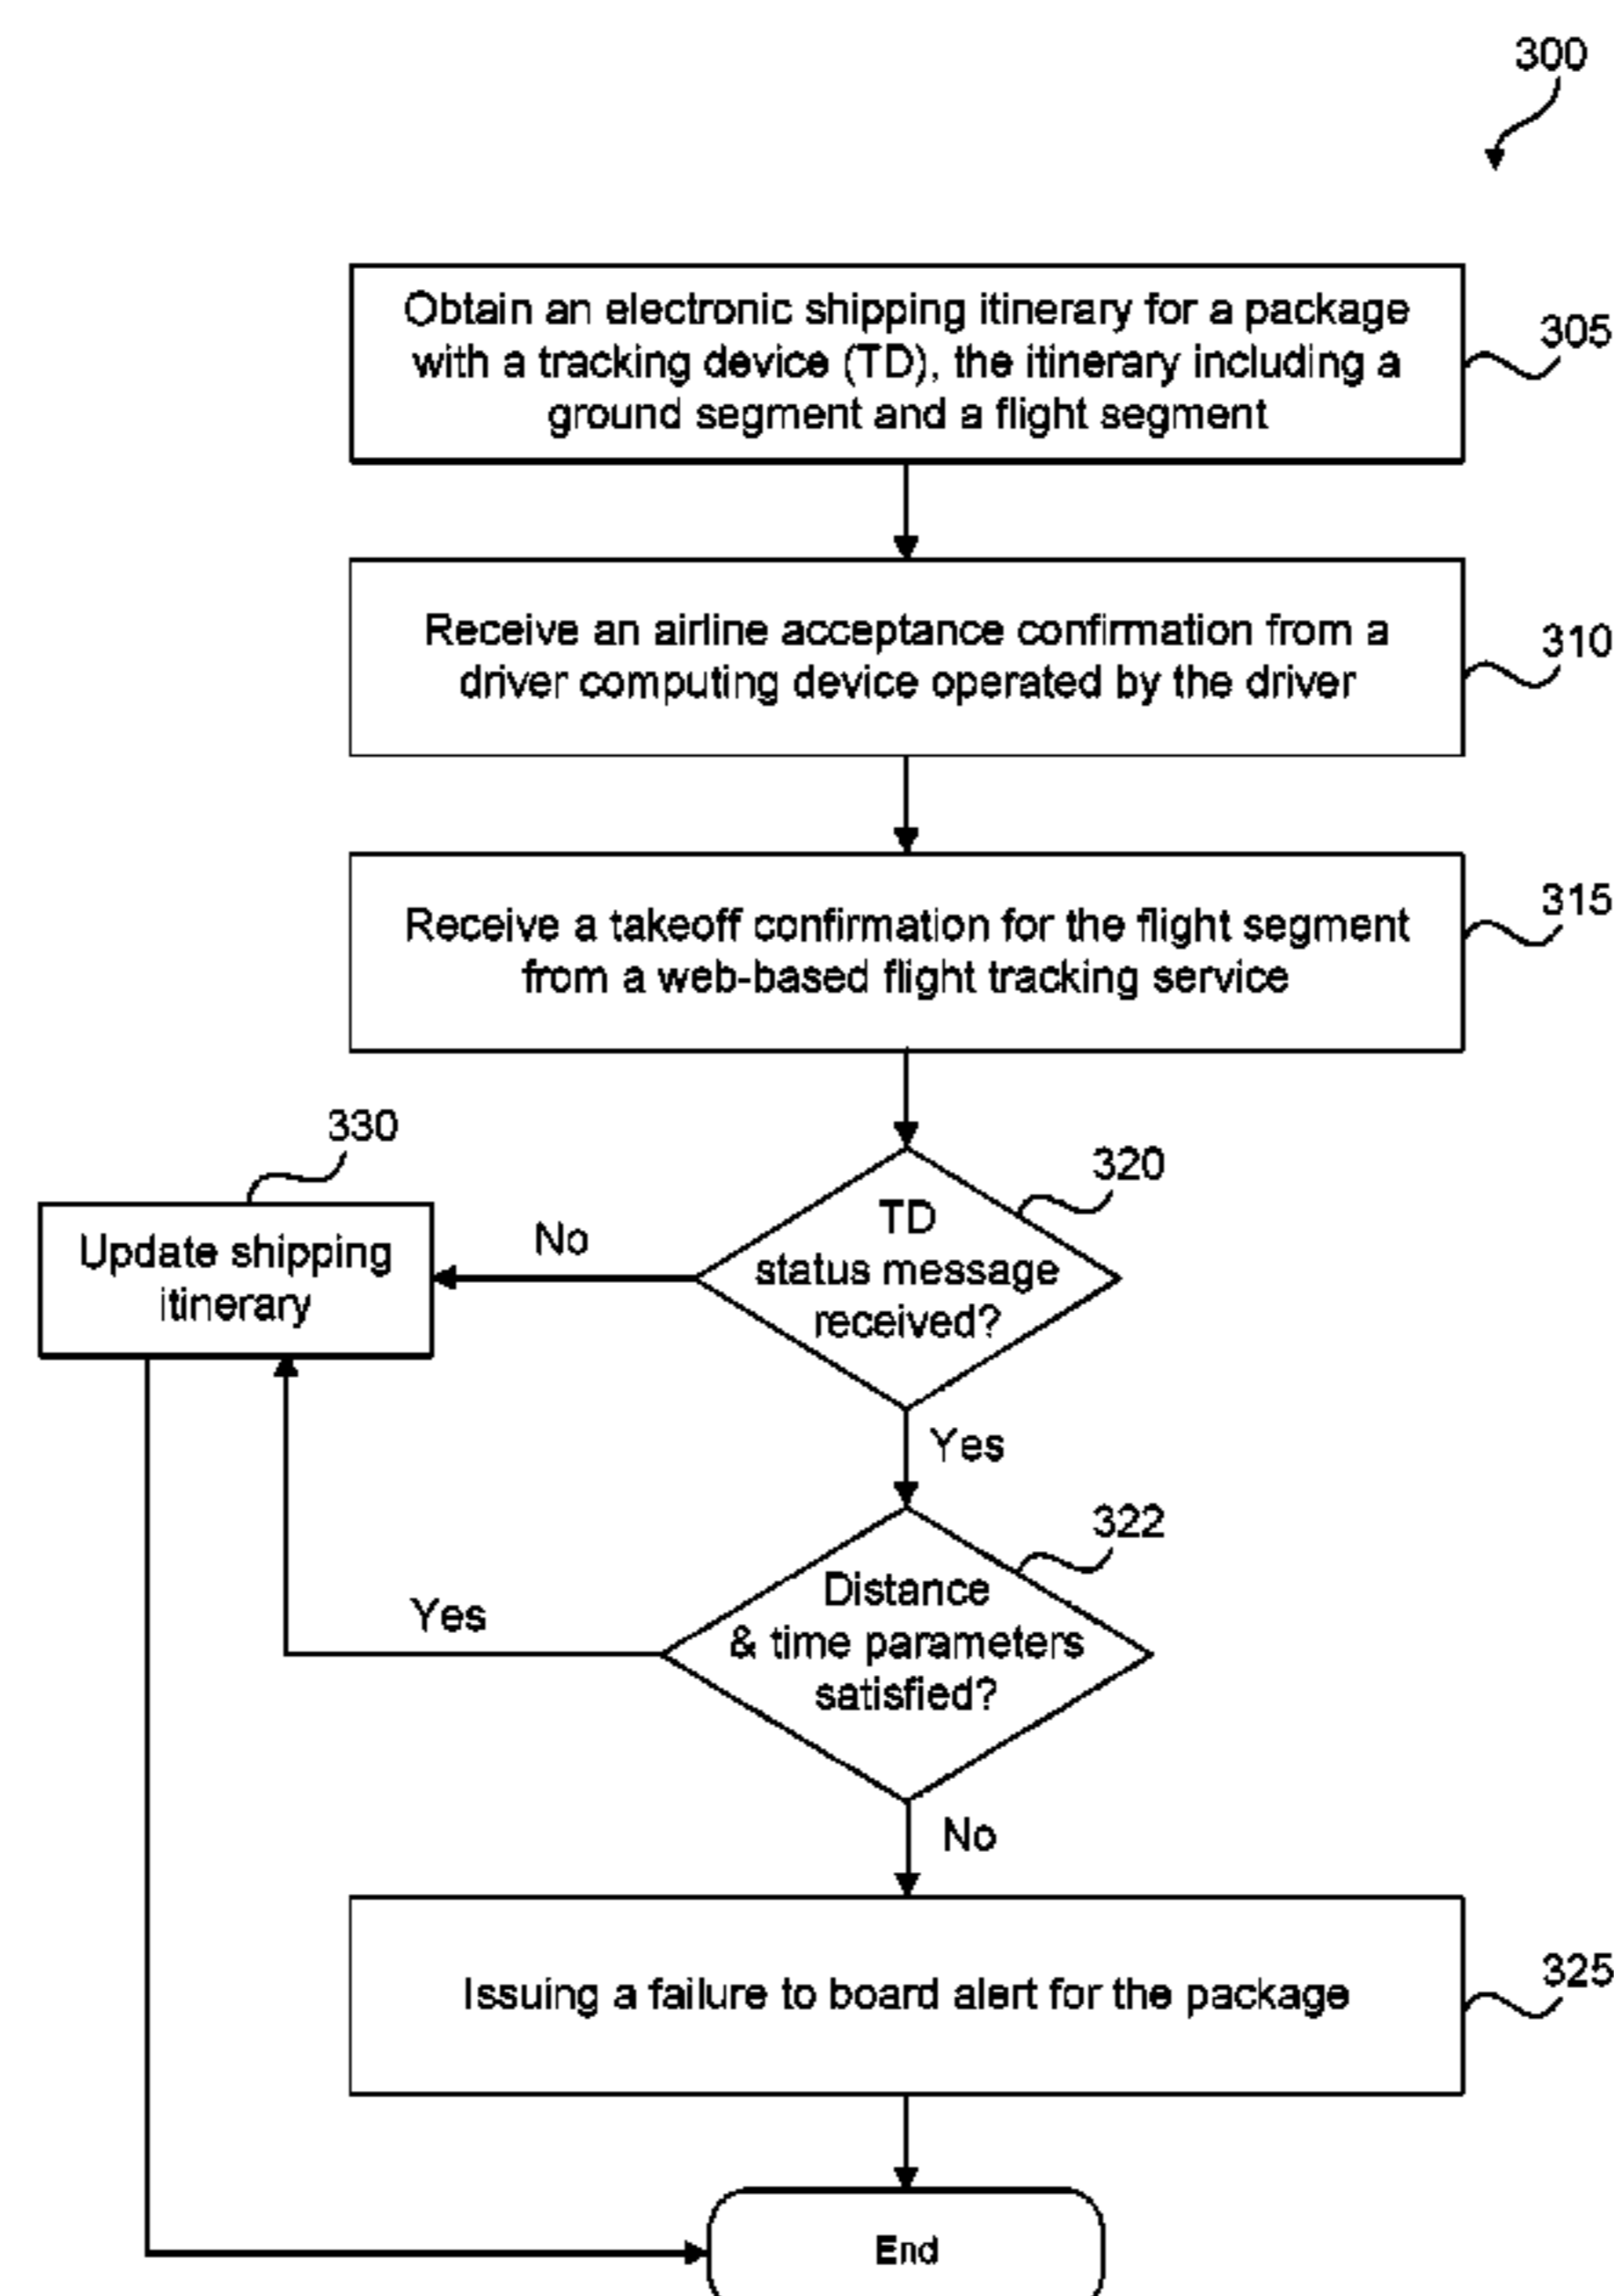 300
Obtain an electronic shipping itinerary for a package
with a tracking device (TD), the itinerary including a
ground segment and a flight segment
305
Receive an airline acceptance confirmation from a
driver computing device operated by the driver
310
Receive a takeoff confirmation for the flight segment
from a web-based flight tracking service
315
330
Update shipping
itinerary
No
320
TD
status message
received?
Yes
322
Distance
& time parameters
satisfied?
Yes
No
Issuing a failure to board alert for the package
325
End